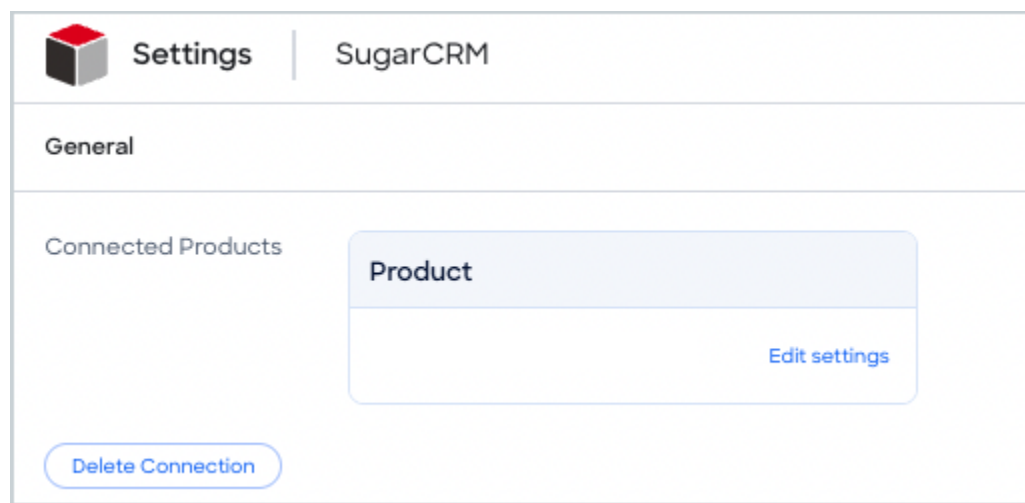 Settings SugarCRM
General
Connected Products
Product
Edit settings
Delete Connection